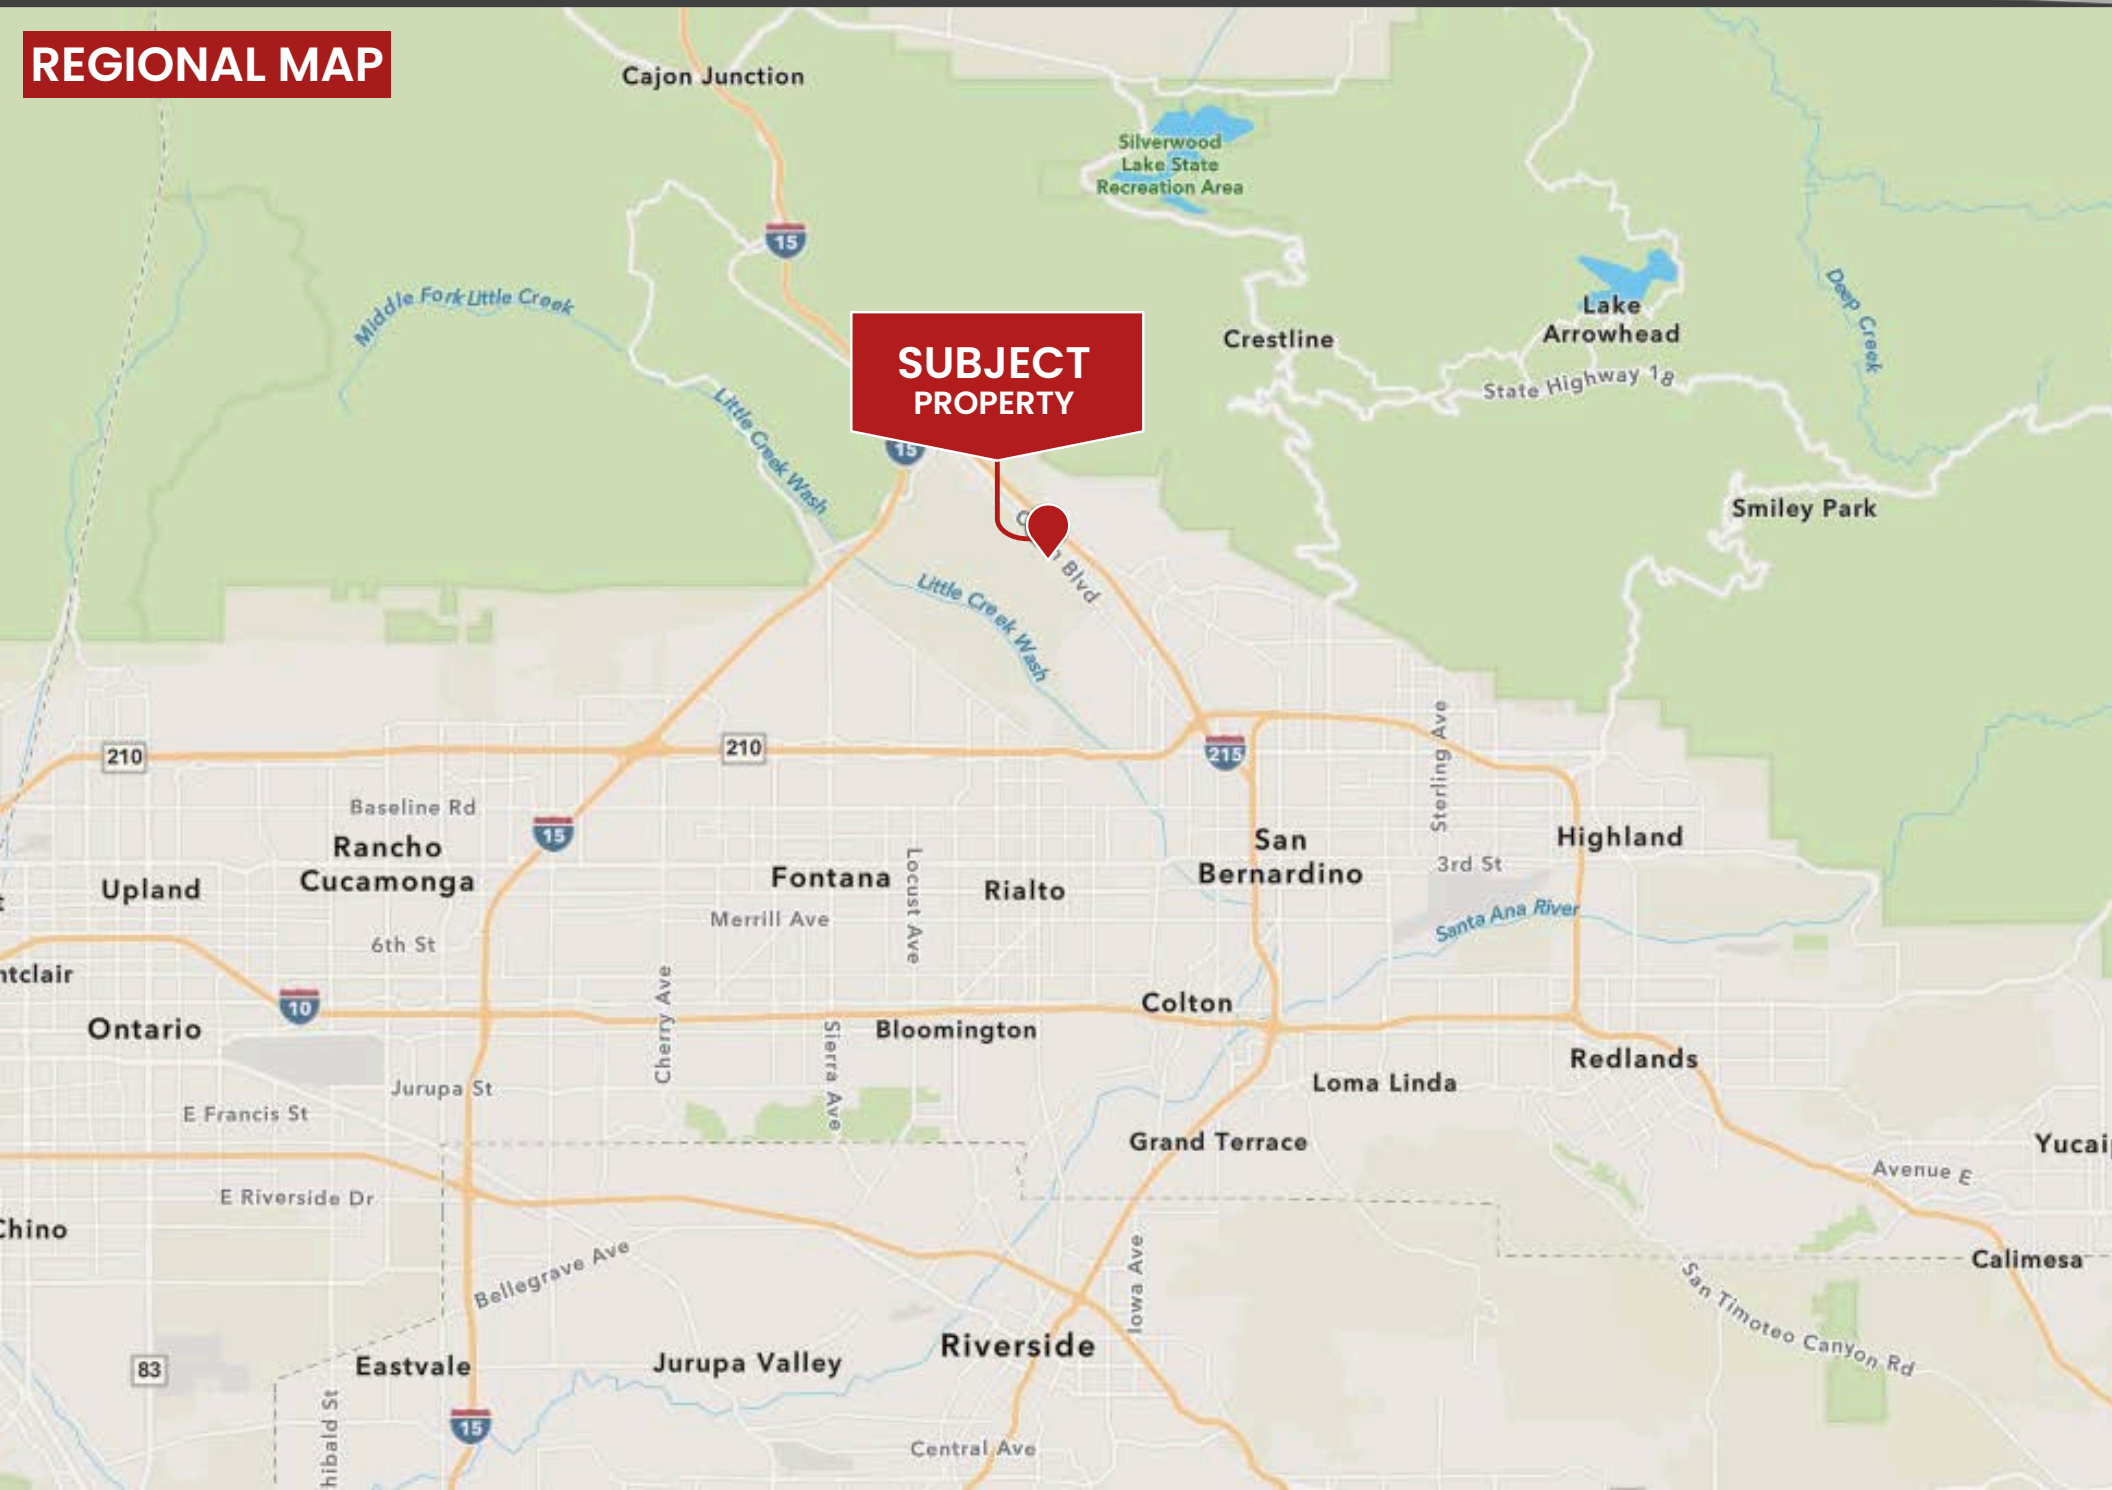 REGIONAL MAP
Cajon Junction
Silverwood
Lake State
Recreation Area
15
Middle Fork Little Creek
Deep Creek
Lake
Arrowhead
Crestline
SUBJECT
PROPERTY
State Highway 18
Little Creek Wash
15
Smiley Park
Blvd
Little Creek Wash
210
210
215
Sterling Ave
Baseline Rd
15
Rancho
Cucamonga
Upland
Fontana
Locust Ave
Rialto
San
Bernardino
3rd St
Highland
Merrill Ave
Santa Ana River
6th St
ntclair
10
Ontario
Cherry Ave
Sierra Ave
Bloomington
Colton
Redlands
Loma Linda
Jurupa St
E Francis St
Grand Terrace
Yucai
Avenue E
E Riverside Dr
Chino
Bellegrave Ave
Iowa Ave
Calimesa
San Timoteo Canyon Rd
Riverside
83
Eastvale
Jurupa Valley
hibald St
15
Central Ave